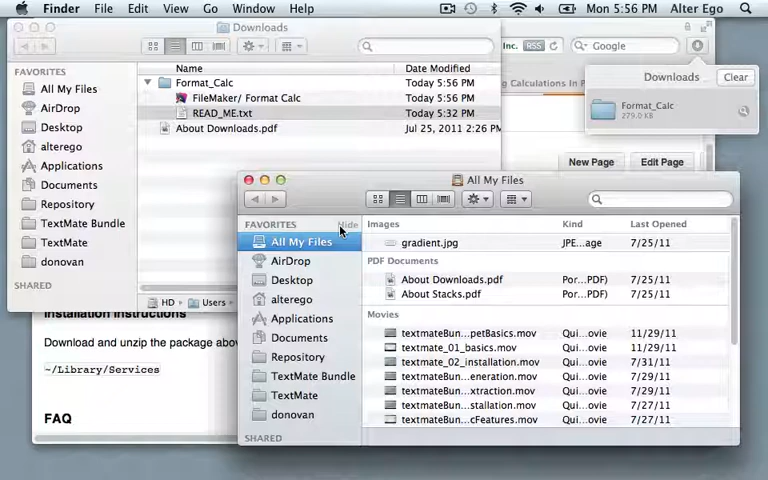 Finder File Edit View Go Window Help Mon 5:56 PM Alter Ego
Downloads
Inc. RSS Google
FAVORITES
All My Files
AirDrop
Desktop
alterego
Applications
Documents
Repository
TextMate Bundle
TextMate
donovan
SHARED
Name Date Modified
Format_Calc Today 5:56 PM
FileMaker/ Format Calc Today 5:56 PM
READ_ME.txt Today 5:32 PM
About Downloads.pdf Jul 25, 2011 2:26 PM
HD Users
g Calculations In
Downloads Clear
Format_Calc
279.0 KB
New Page Edit Page
All My Files
FAVORITES Hide
All My Files
AirDrop
Desktop
alterego
Applications
Documents
Repository
TextMate Bundle
TextMate
donovan
SHARED
Images Kind Last Opened
gradient.jpg JPE...age 7/25/11
PDF Documents
About Downloads.pdf Por...PDF) 7/25/11
About Stacks.pdf Por...PDF) 7/25/11
Movies
textmateBun...petBasics.mov Qui...ovie 11/29/11
textmate_01_basics.mov Qui...ovie 11/29/11
textmate_02_installation.mov Qui...ovie 7/31/11
textmateBun...eneration.mov Qui...ovie 7/29/11
textmateBun...xtraction.mov Qui...ovie 7/29/11
textmateBun...stallation.mov Qui...ovie 7/27/11
textmateBun...cFeatures.mov Qui...ovie 7/27/11
Installation Instructions
Download and unzip the package abov
~/Library/Services
FAQ